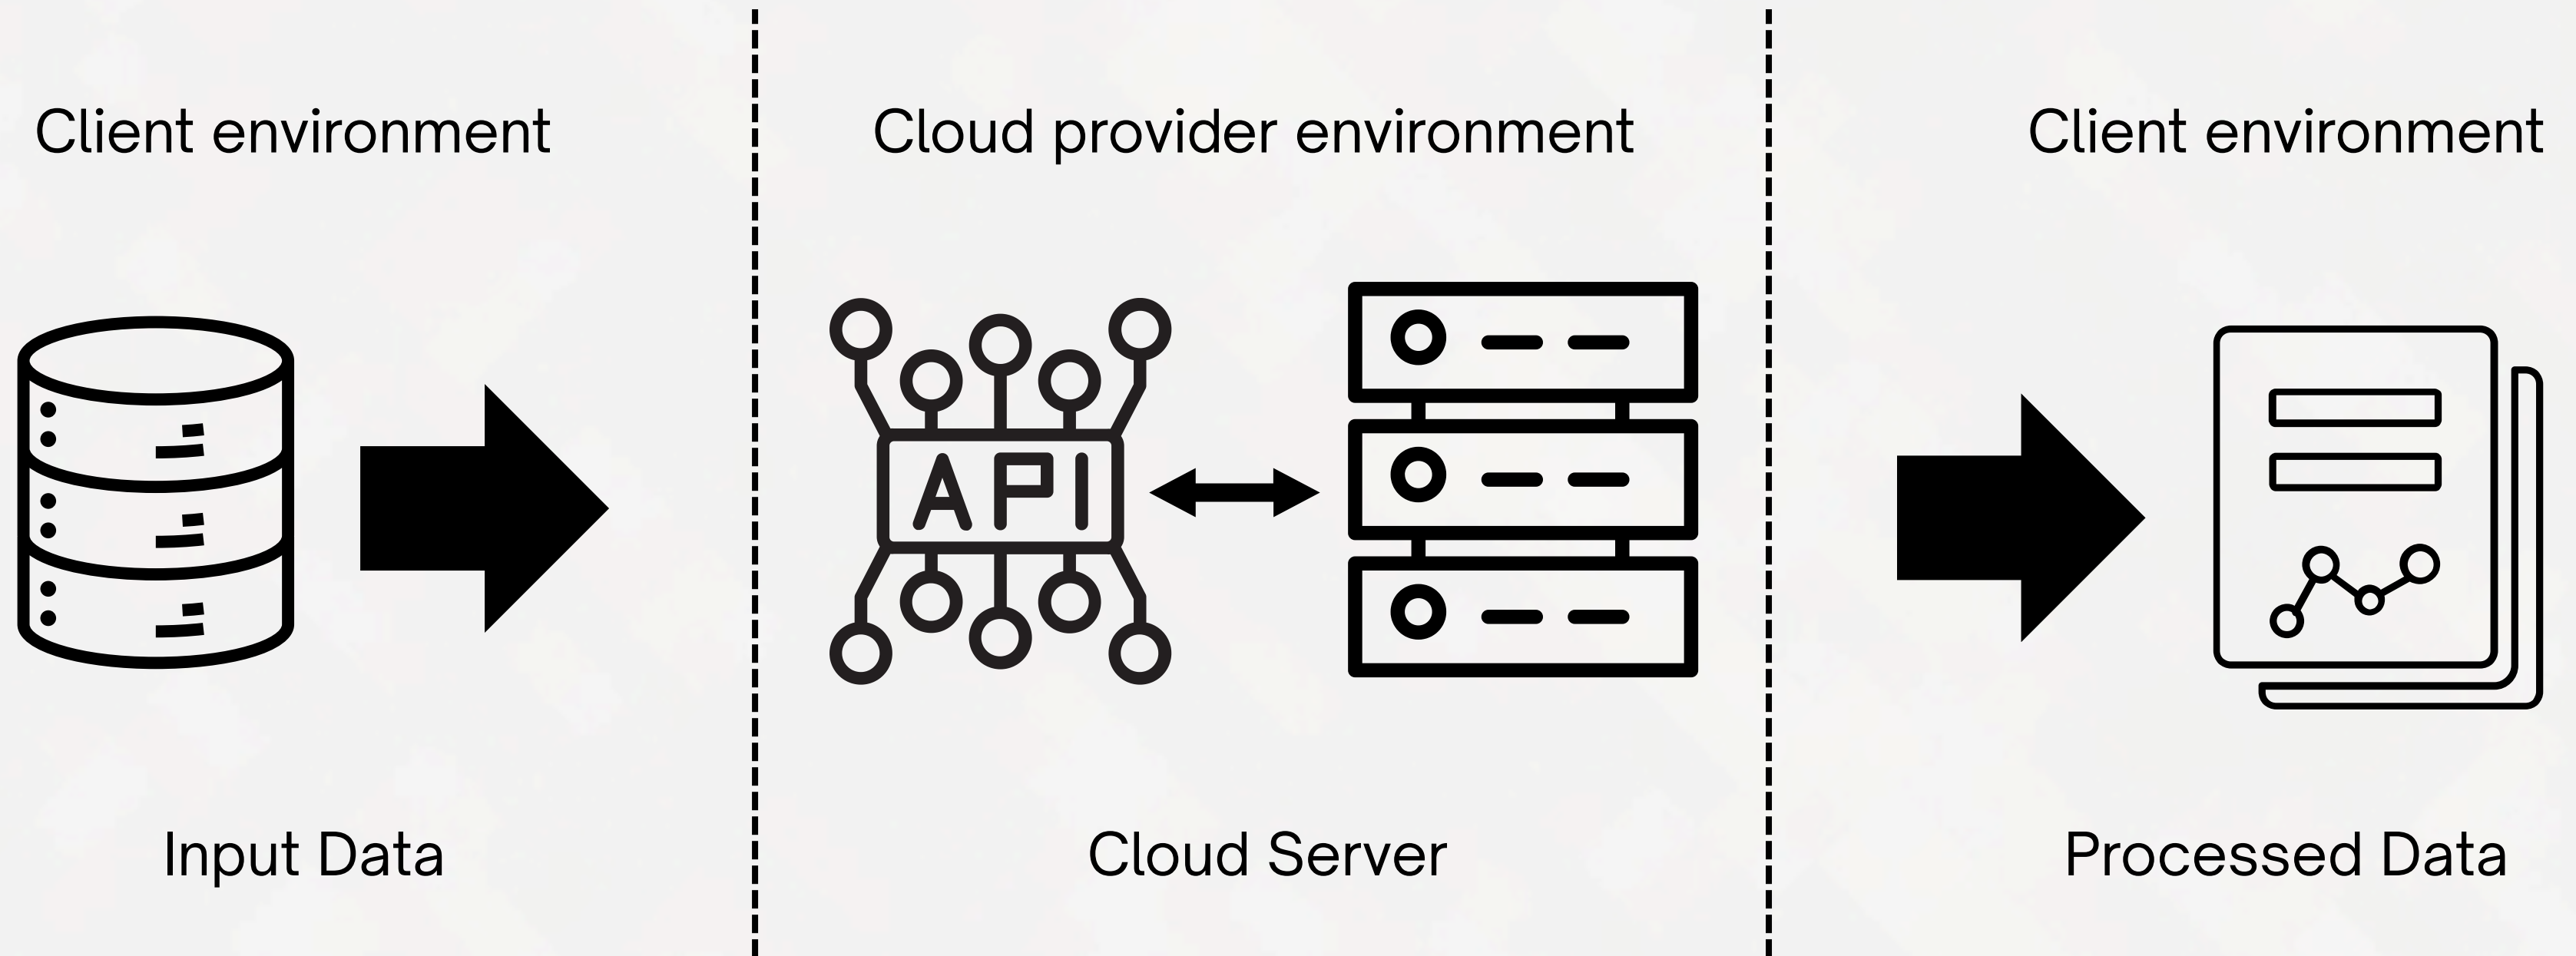 Client environment
Cloud provider environment
Client environment
API
Input Data
Cloud Server
Processed Data